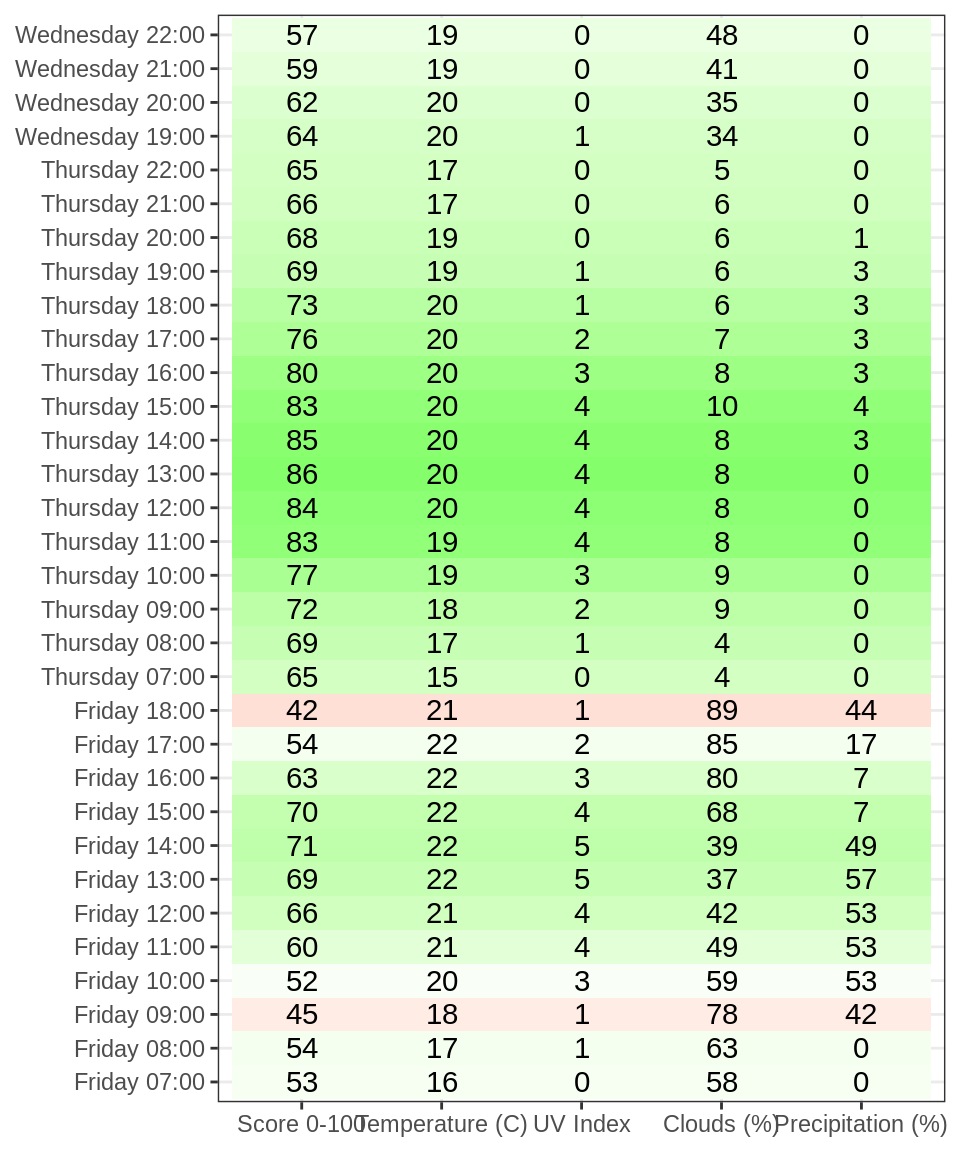 Wednesday 22:00 57 19 0 48 0
Wednesday 21:00 59 19 0 41 0
Wednesday 20:00 62 20 0 35 0
Wednesday 19:00 64 20 1 34 0
Thursday 22:00 65 17 0 5 0
Thursday 21:00 66 17 0 6 0
Thursday 20:00 68 19 0 6 1
Thursday 19:00 69 19 1 6 3
Thursday 18:00 73 20 1 6 3
Thursday 17:00 76 20 2 7 3
Thursday 16:00 80 20 3 8 3
Thursday 15:00 83 20 4 10 4
Thursday 14:00 85 20 4 8 3
Thursday 13:00 86 20 4 8 0
Thursday 12:00 84 20 4 8 0
Thursday 11:00 83 19 4 8 0
Thursday 10:00 77 19 3 9 0
Thursday 09:00 72 18 2 9 0
Thursday 08:00 69 17 1 4 0
Thursday 07:00 65 15 0 4 0
Friday 18:00 42 21 1 89 44
Friday 17:00 54 22 2 85 17
Friday 16:00 63 22 3 80 7
Friday 15:00 70 22 4 68 7
Friday 14:00 71 22 5 39 49
Friday 13:00 69 22 5 37 57
Friday 12:00 66 21 4 42 53
Friday 11:00 60 21 4 49 53
Friday 10:00 52 20 3 59 53
Friday 09:00 45 18 1 78 42
Friday 08:00 54 17 1 63 0
Friday 07:00 53 16 0 58 0
Score 0-100 Temperature (C) UV Index Clouds (%) Precipitation (%)